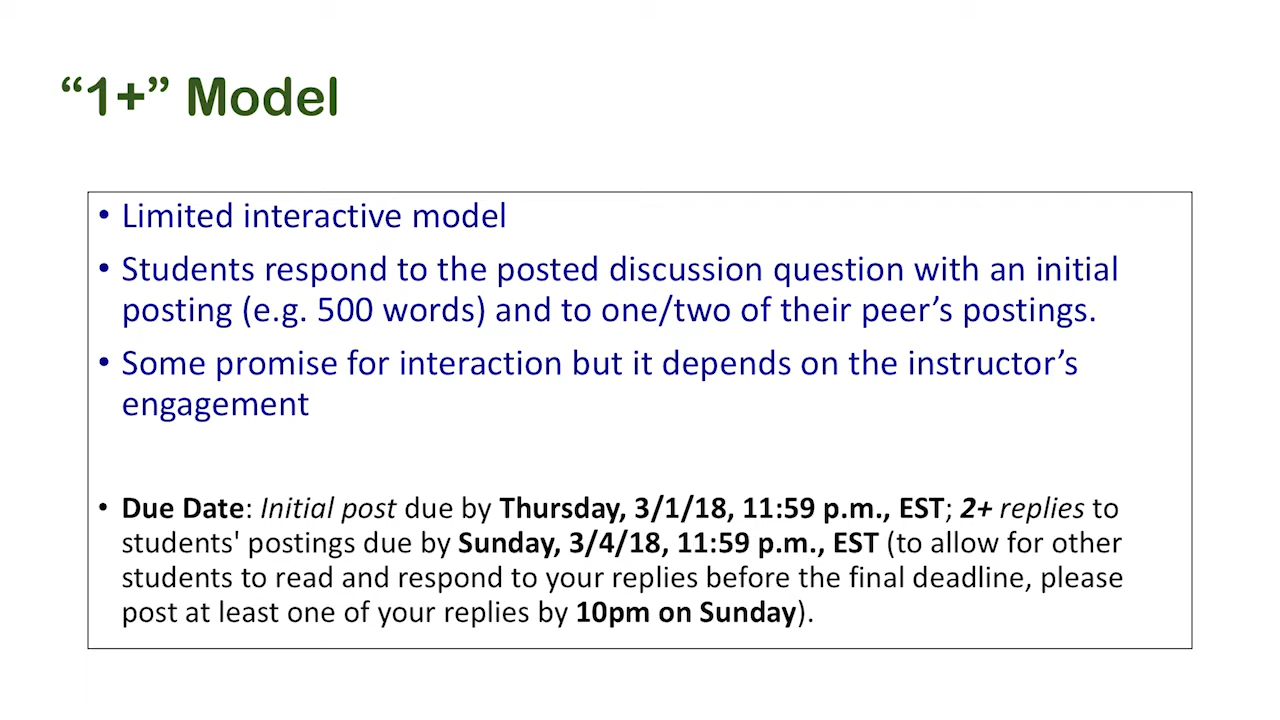 “1+” Model
• Limited interactive model
• Students respond to the posted discussion question with an initial
posting (e.g. 500 words) and to one/two of their peer’s postings.
• Some promise for interaction but it depends on the instructor’s
engagement
• Due Date: Initial post due by Thursday, 3/1/18, 11:59 p.m., EST; 2+ replies to
students' postings due by Sunday, 3/4/18, 11:59 p.m., EST (to allow for other
students to read and respond to your replies before the final deadline, please
post at least one of your replies by 10pm on Sunday).